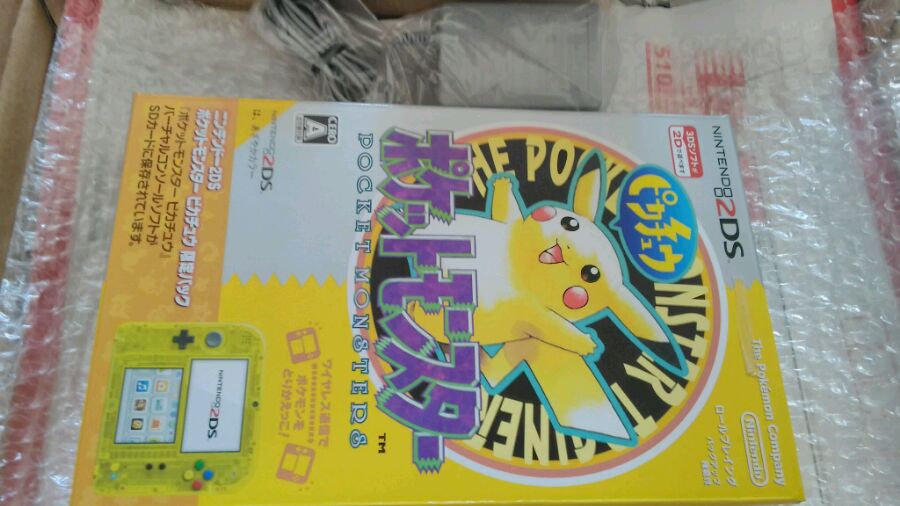 NINTENDO 2DS
3DSソフトが
2Dで遊べます
The Pokémon Company
Nintendo
ロールプレイング
ピカチュウ
THE POW
ONSTER TRAINER
ポケットモンスター
POCKET MONSTERS
TM
CERO
A
NINTENDO 2DS
ワイヤレス通信で
ポケモンを
とりかえっこ!
NINTENDO 2DS
ニンテンドー2DS
ポケットモンスター ピカチュウ 限定パック
『ポケットモンスター ピカチュウ』
バーチャルコンソールソフトが
SDカードに保存されています。
510